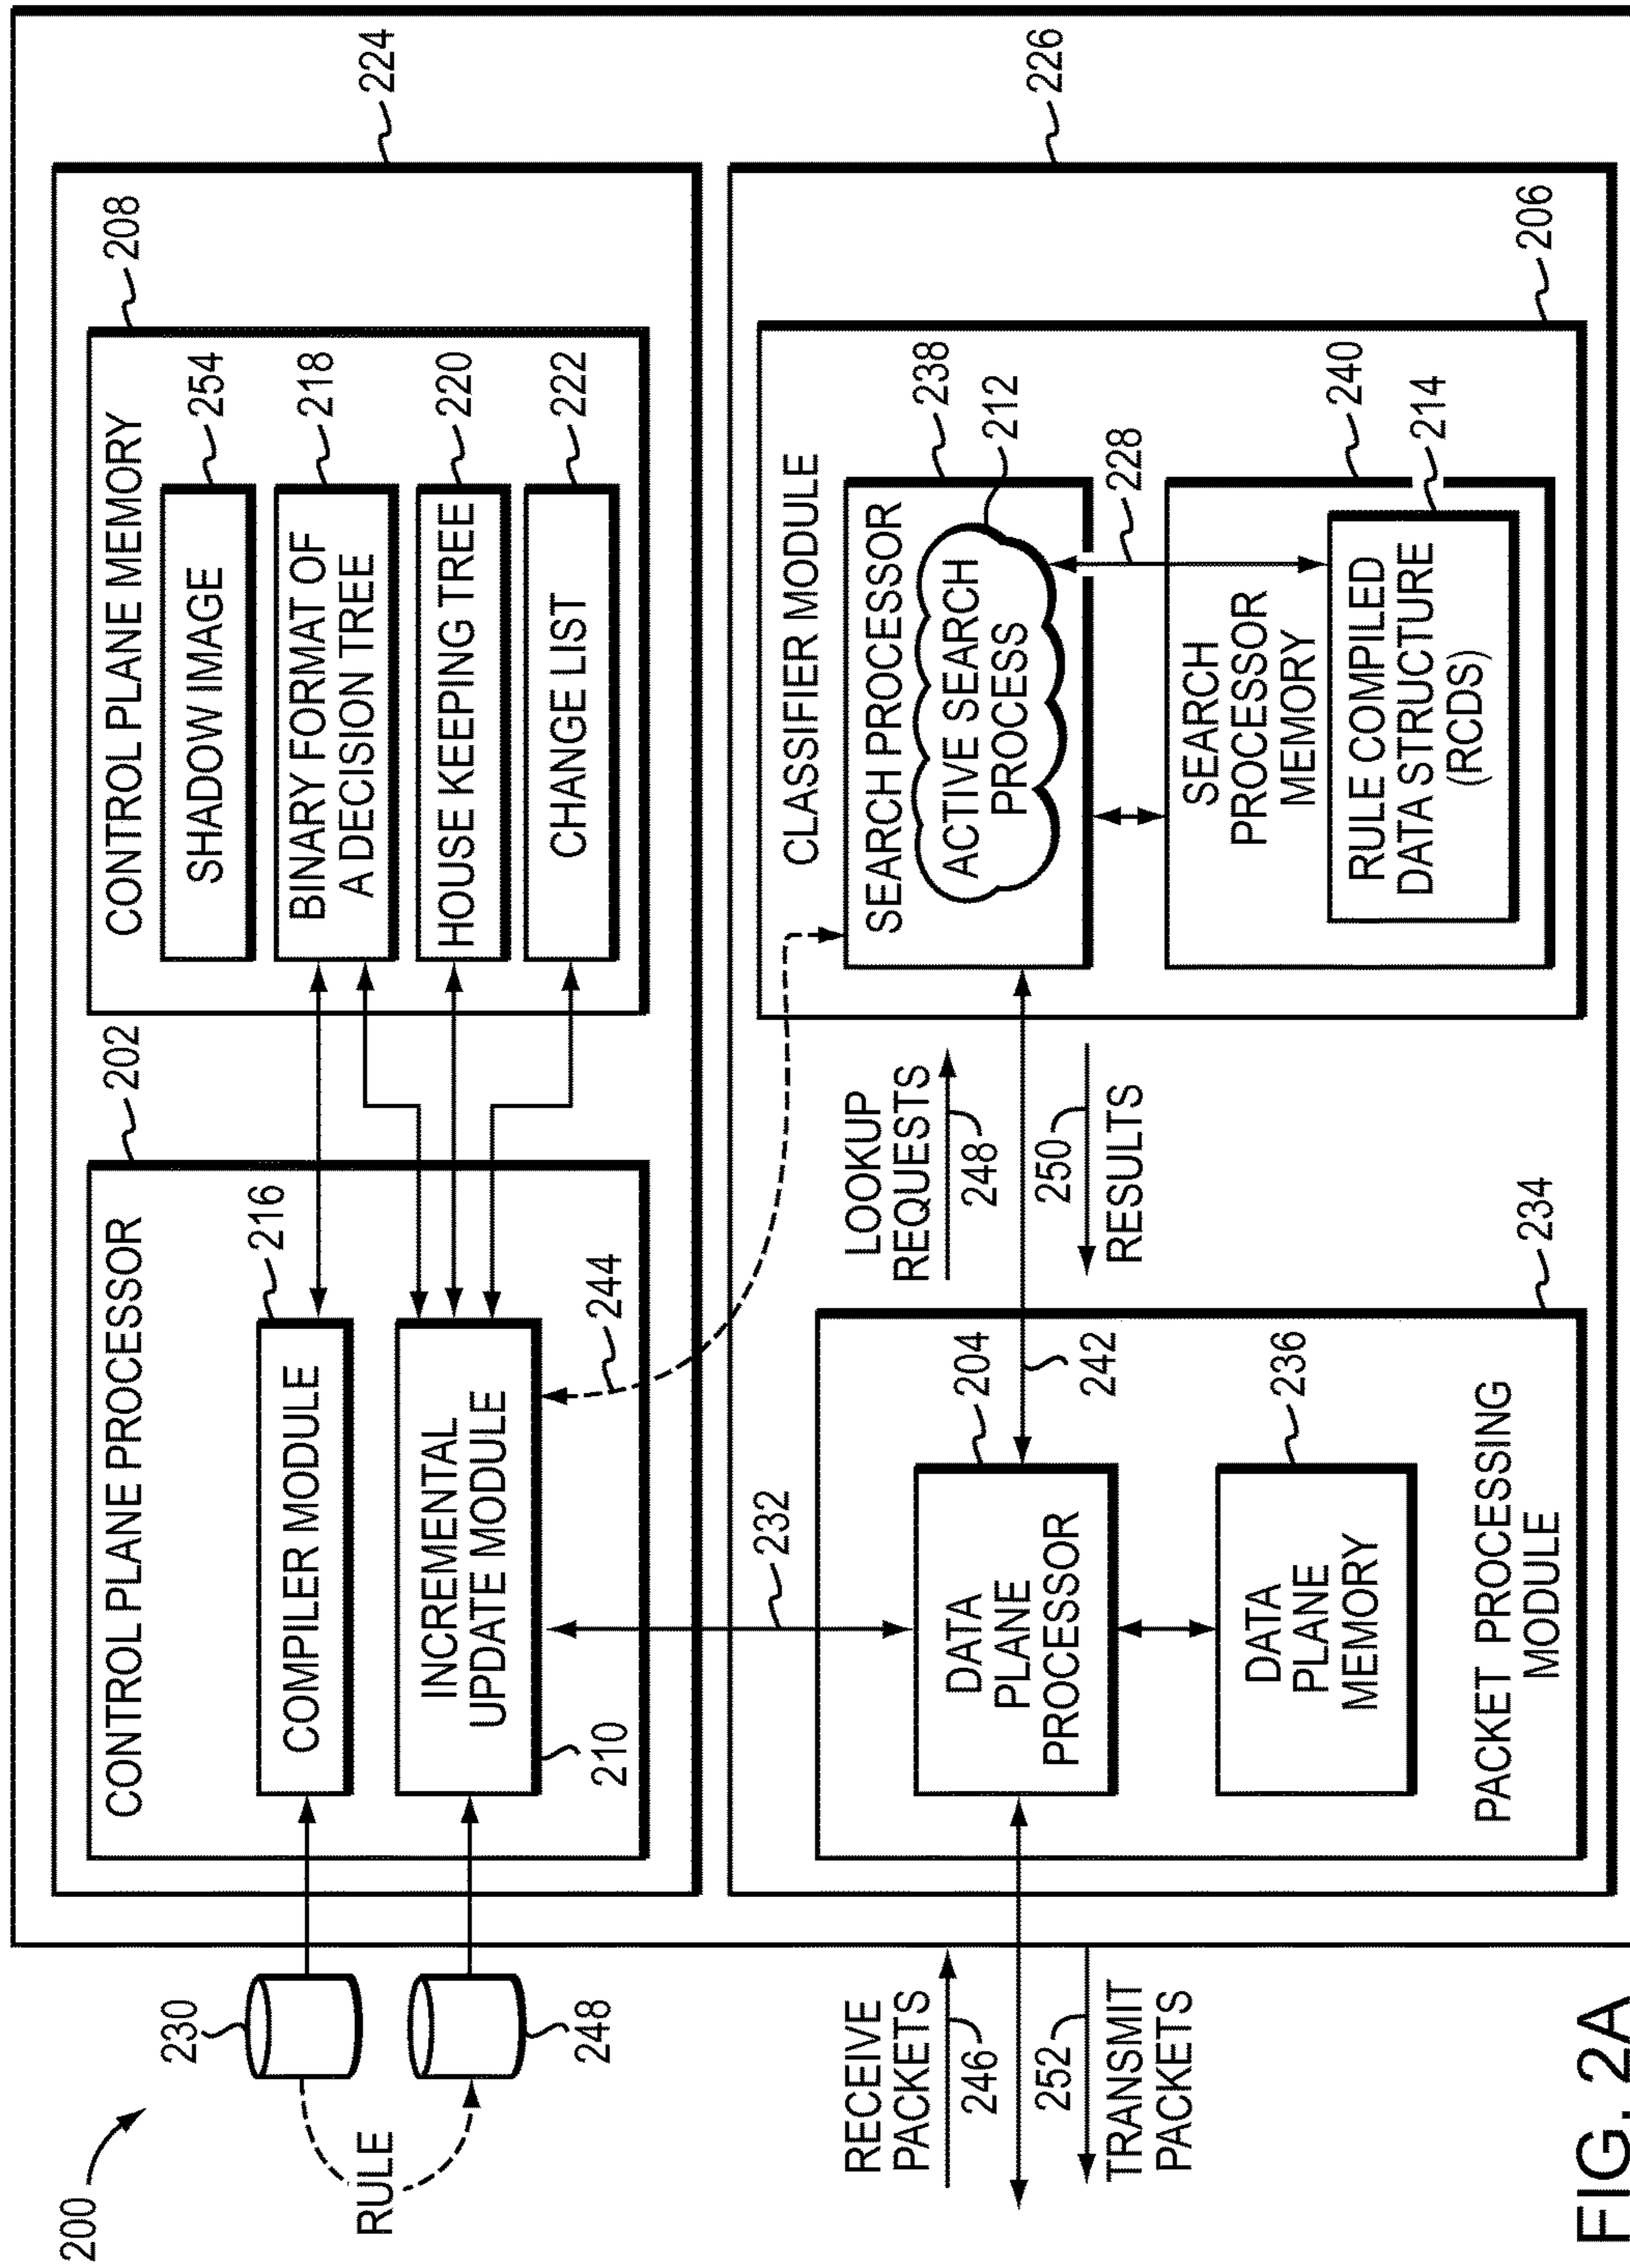 200
230
RULE
248
CONTROL PLANE PROCESSOR
202
216
COMPILER MODULE
INCREMENTAL
UPDATE MODULE
210
244
CONTROL PLANE MEMORY
208
SHADOW IMAGE
254
BINARY FORMAT OF
A DECISION TREE
218
HOUSE KEEPING TREE
220
CHANGE LIST
222
224
232
RECEIVE
PACKETS
246
252
TRANSMIT
PACKETS
DATA
PLANE
PROCESSOR
204
242
DATA
PLANE
MEMORY
236
PACKET PROCESSING
MODULE
234
LOOKUP
REQUESTS
248
250
RESULTS
CLASSIFIER MODULE
SEARCH PROCESSOR
238
ACTIVE SEARCH
PROCESS
212
228
SEARCH
PROCESSOR
MEMORY
240
RULE COMPILED
DATA STRUCTURE
(RCDS)
214
206
226
FIG. 2A